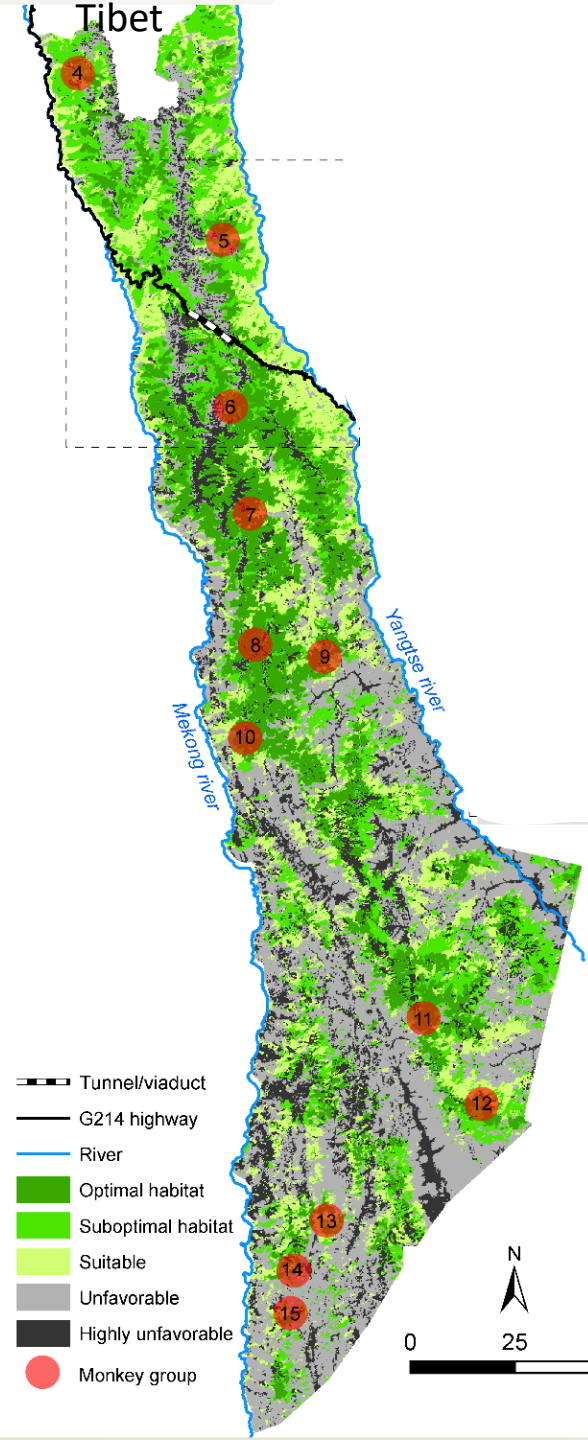 Tibet
4
5
6
7
8
9
Yangtse river
10
Mekong river
11
12
13
14
15
Tunnel/viaduct
G214 highway
River
Optimal habitat
Suboptimal habitat
Suitable
Unfavorable
Highly unfavorable
Monkey group
N
0 25